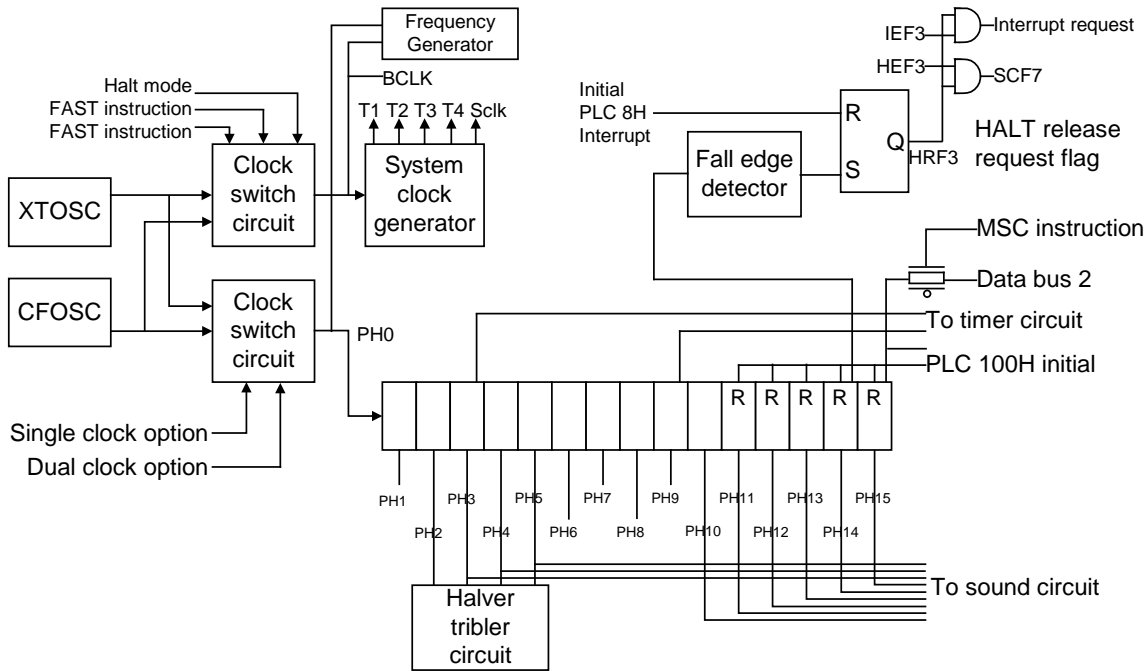 Frequency
Generator
IEF3
Interrupt request
HEF3
SCF7
Halt mode
FAST instruction
FAST instruction
BCLK
T1 T2 T3 T4 Sclk
Initial
PLC 8H
Interrupt
R
S
Q
HRF3
HALT release
request flag
Clock
switch
circuit
System
clock
generator
Fall edge
detector
XTOSC
MSC instruction
CFOSC
Clock
switch
circuit
Data bus 2
PH0
To timer circuit
PLC 100H initial
R R R R R
Single clock option
Dual clock option
PH1 PH3 PH5 PH7 PH9 PH11 PH13 PH15
PH2 PH4 PH6 PH8 PH10 PH12 PH14
Halver
tribler
circuit
To sound circuit